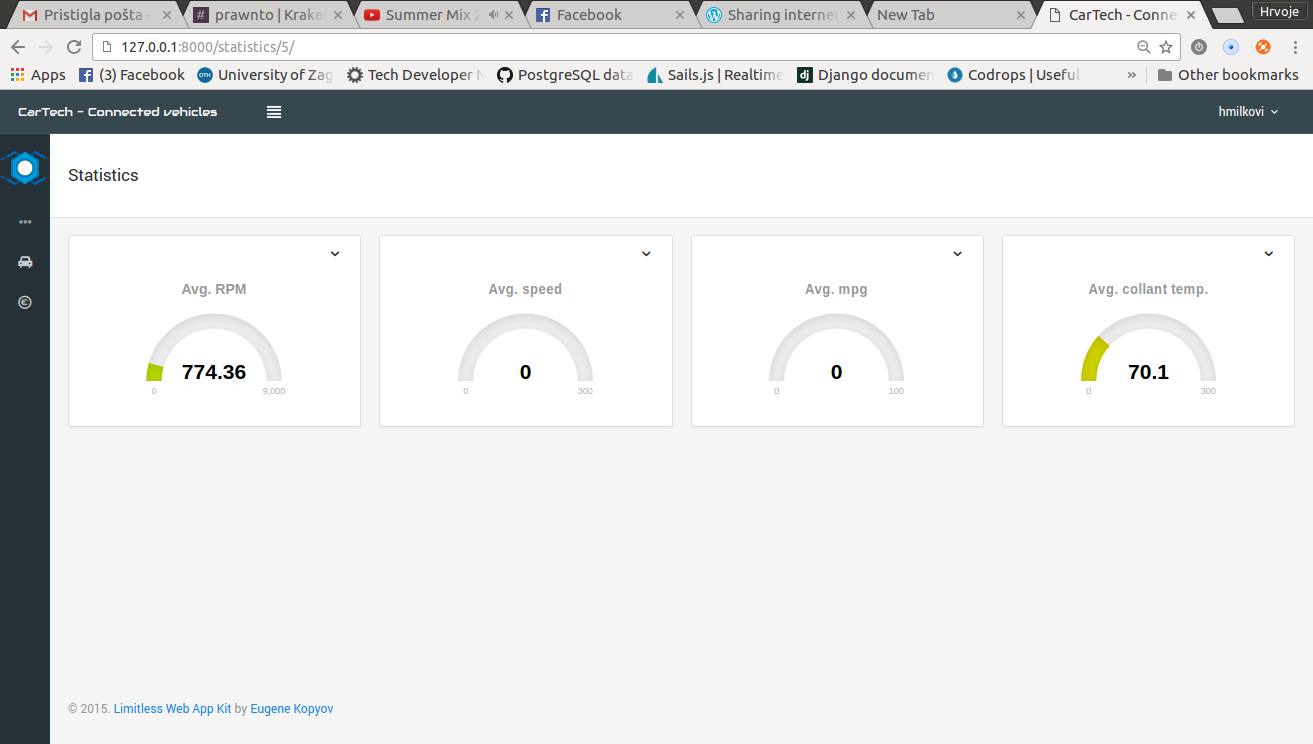 Pristigla pošta -
prawnto | Krake
Summer Mix 2
Facebook
Sharing interne
New Tab
CarTech - Conne
Hrvoje
127.0.0.1:8000/statistics/5/
Apps
(3) Facebook
University of Zag
Tech Developer N
PostgreSQL data
Sails.js | Realtime
Django documen
Codrops | Useful
»
Other bookmarks
CarTech - Connected vehicles
hmilkovi
Statistics
Avg. RPM
774.36
0 9,000
Avg. speed
0
0 300
Avg. mpg
0
0 100
Avg. collant temp.
70.1
0 300
© 2015. Limitless Web App Kit by Eugene Kopyov